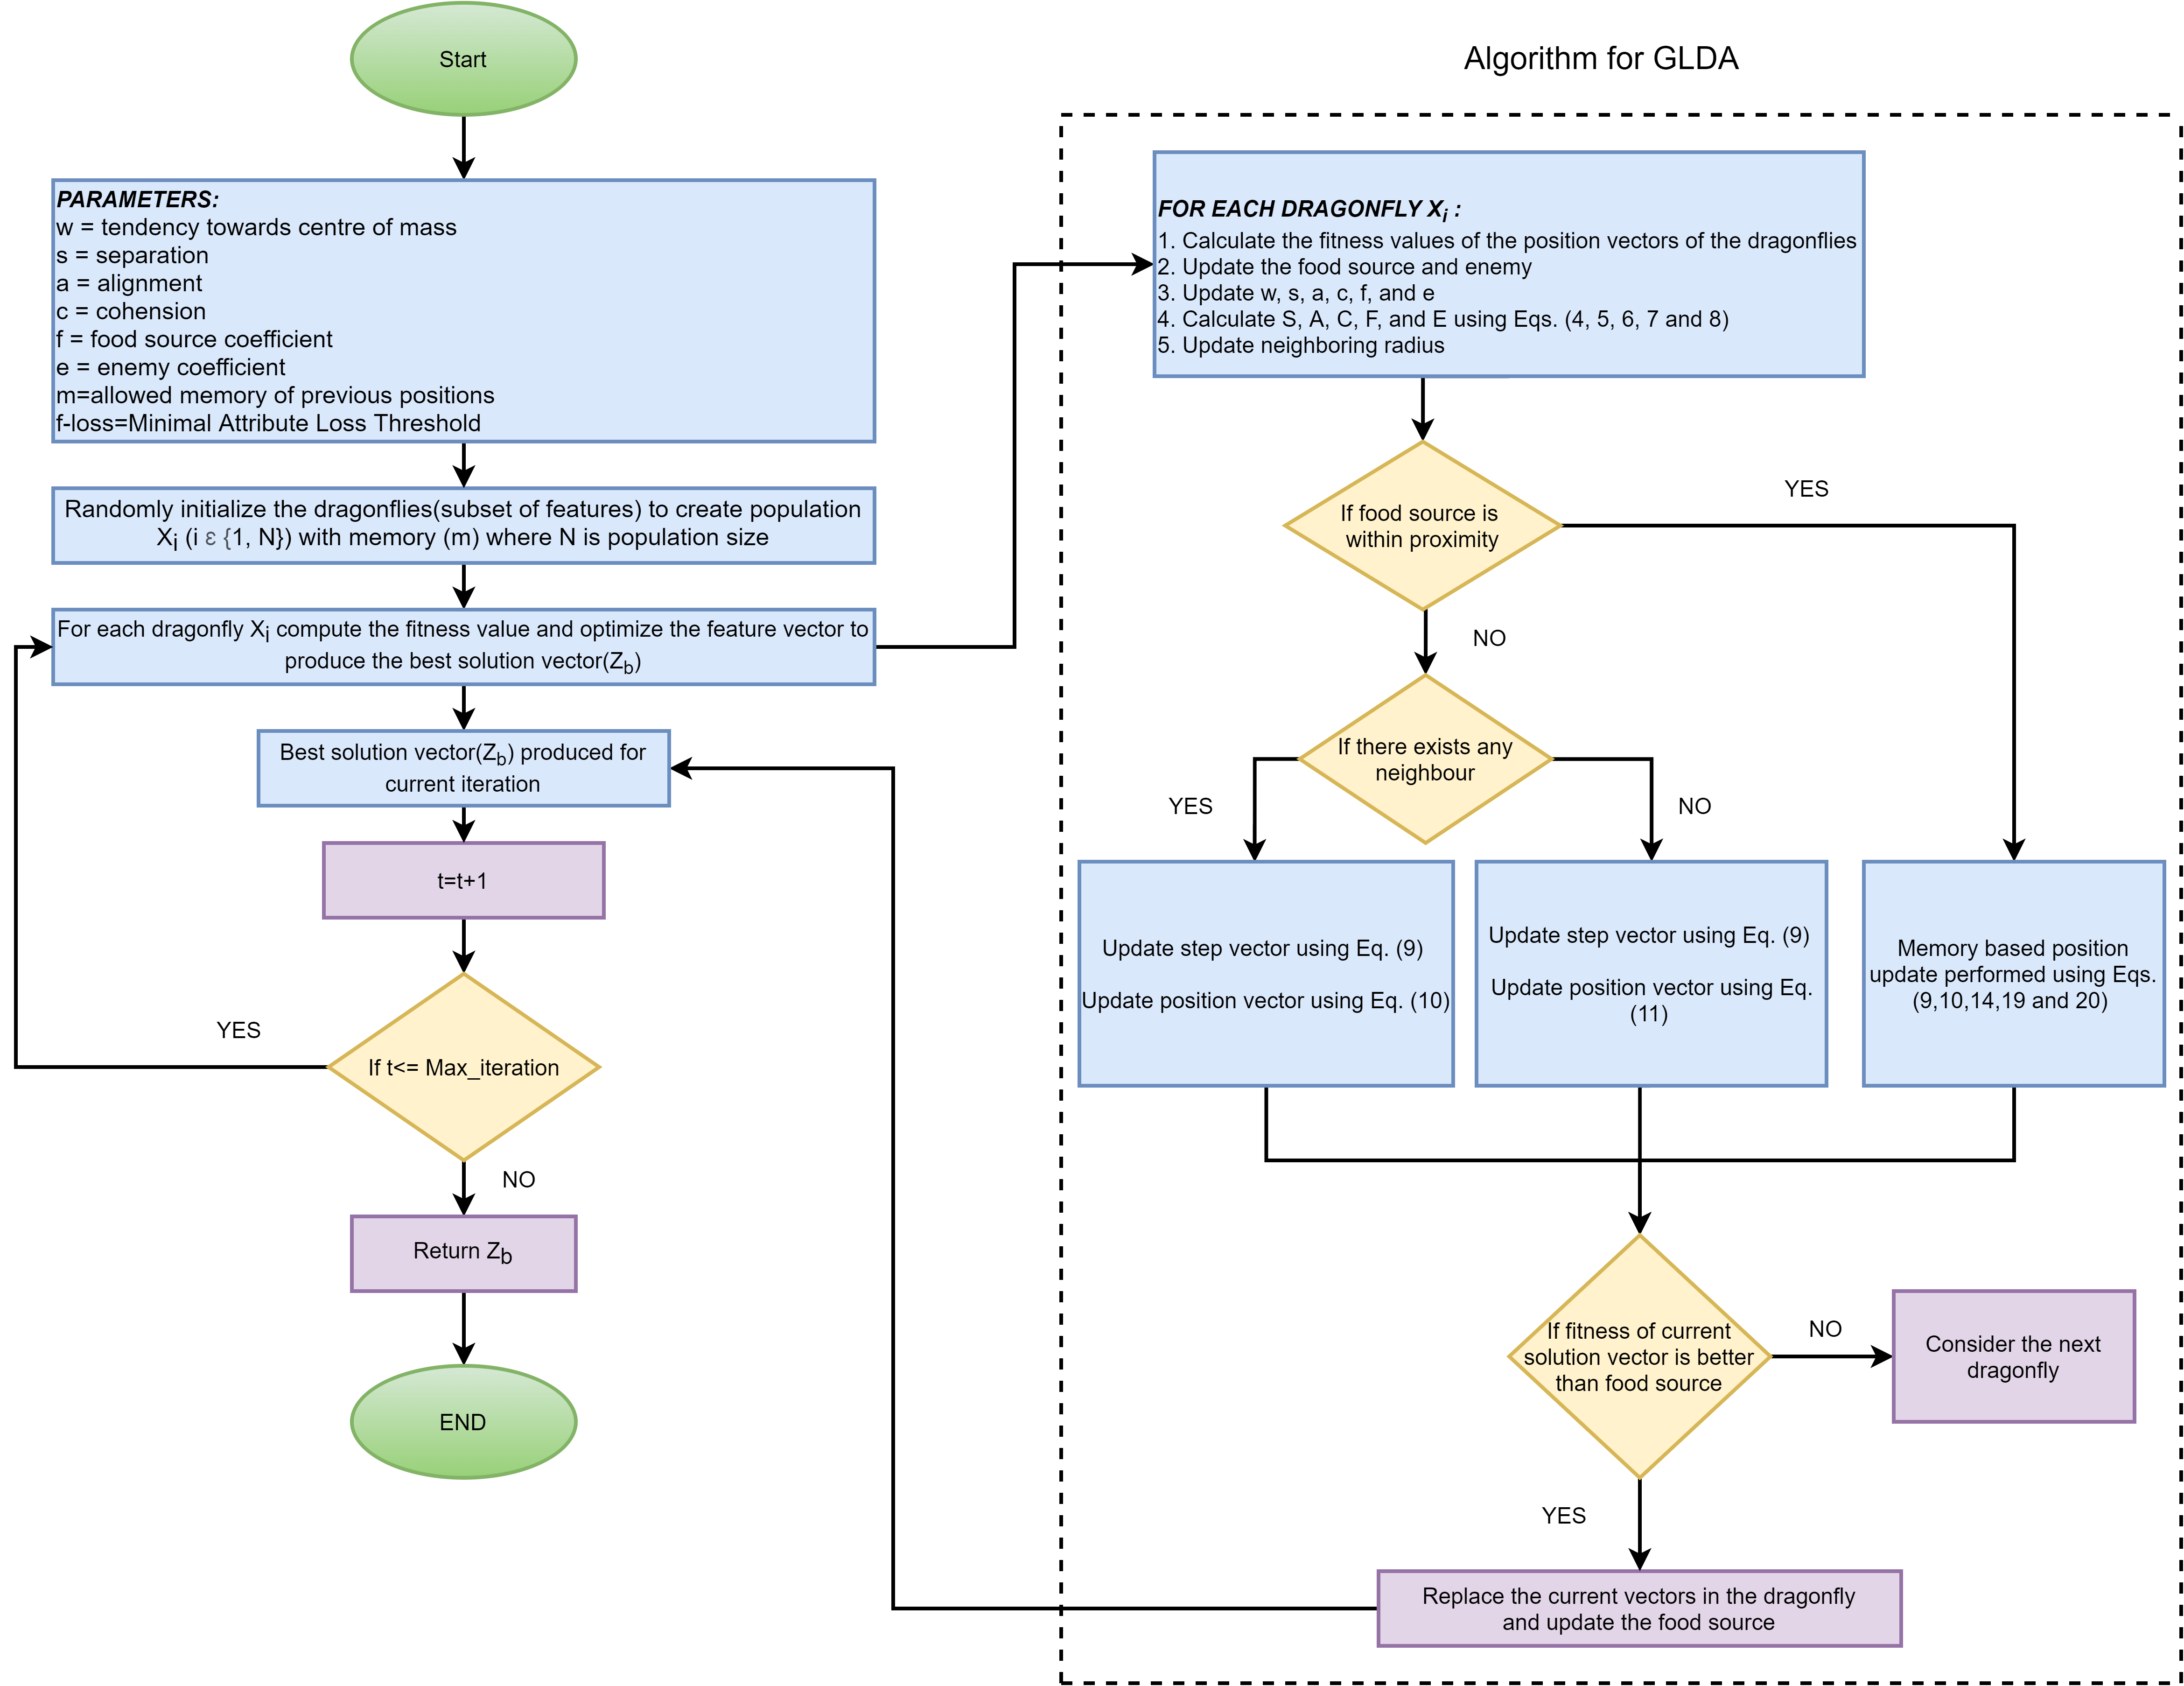 Start
PARAMETERS:
w = tendency towards centre of mass
s = separation
a = alignment
c = cohension
f = food source coefficient
e = enemy coefficient
m=allowed memory of previous positions
f-loss=Minimal Attribute Loss Threshold
Randomly initialize the dragonflies(subset of features) to create population
Xi (i ε {1, N}) with memory (m) where N is population size
For each dragonfly Xi compute the fitness value and optimize the feature vector to
produce the best solution vector(Zb)
Best solution vector(Zb) produced for
current iteration
t=t+1
YES
If t<= Max_iteration
NO
Return Zb
END
Algorithm for GLDA
FOR EACH DRAGONFLY Xi :
1. Calculate the fitness values of the position vectors of the dragonflies
2. Update the food source and enemy
3. Update w, s, a, c, f, and e
4. Calculate S, A, C, F, and E using Eqs. (4, 5, 6, 7 and 8)
5. Update neighboring radius
If food source is
within proximity
YES
NO
If there exists any
neighbour
YES
NO
Update step vector using Eq. (9)
Update position vector using Eq. (10)
Update step vector using Eq. (9)
Update position vector using Eq.
(11)
Memory based position
update performed using Eqs.
(9,10,14,19 and 20)
If fitness of current
solution vector is better
than food source
NO
Consider the next
dragonfly
YES
Replace the current vectors in the dragonfly
and update the food source